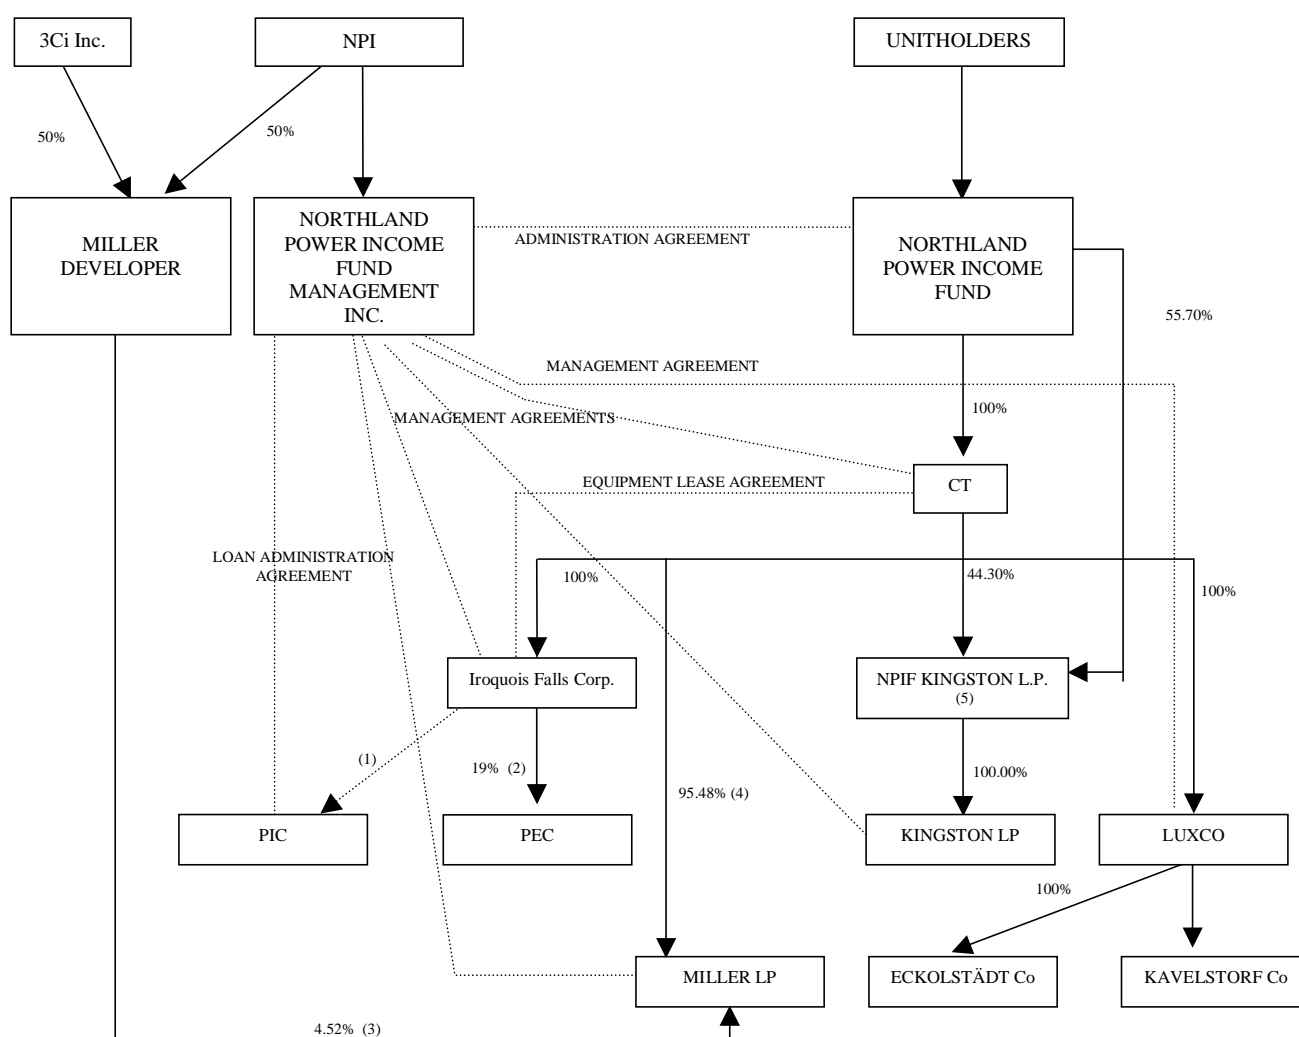 3Ci Inc.
NPI
UNITHOLDERS
50%
50%
MILLER
DEVELOPER
NORTHLAND
POWER INCOME
FUND
MANAGEMENT
INC.
ADMINISTRATION AGREEMENT
NORTHLAND
POWER INCOME
FUND
55.70%
MANAGEMENT AGREEMENT
100%
MANAGEMENT AGREEMENTS
EQUIPMENT LEASE AGREEMENT
CT
LOAN ADMINISTRATION
AGREEMENT
100%
44.30%
100%
Iroquois Falls Corp.
NPIF KINGSTON L.P.
(5)
(1)
19% (2)
95.48% (4)
100.00%
PIC
PEC
KINGSTON LP
LUXCO
100%
MILLER LP
ECKOLSTÄDT Co
KAVELSTORF Co
4.52% (3)